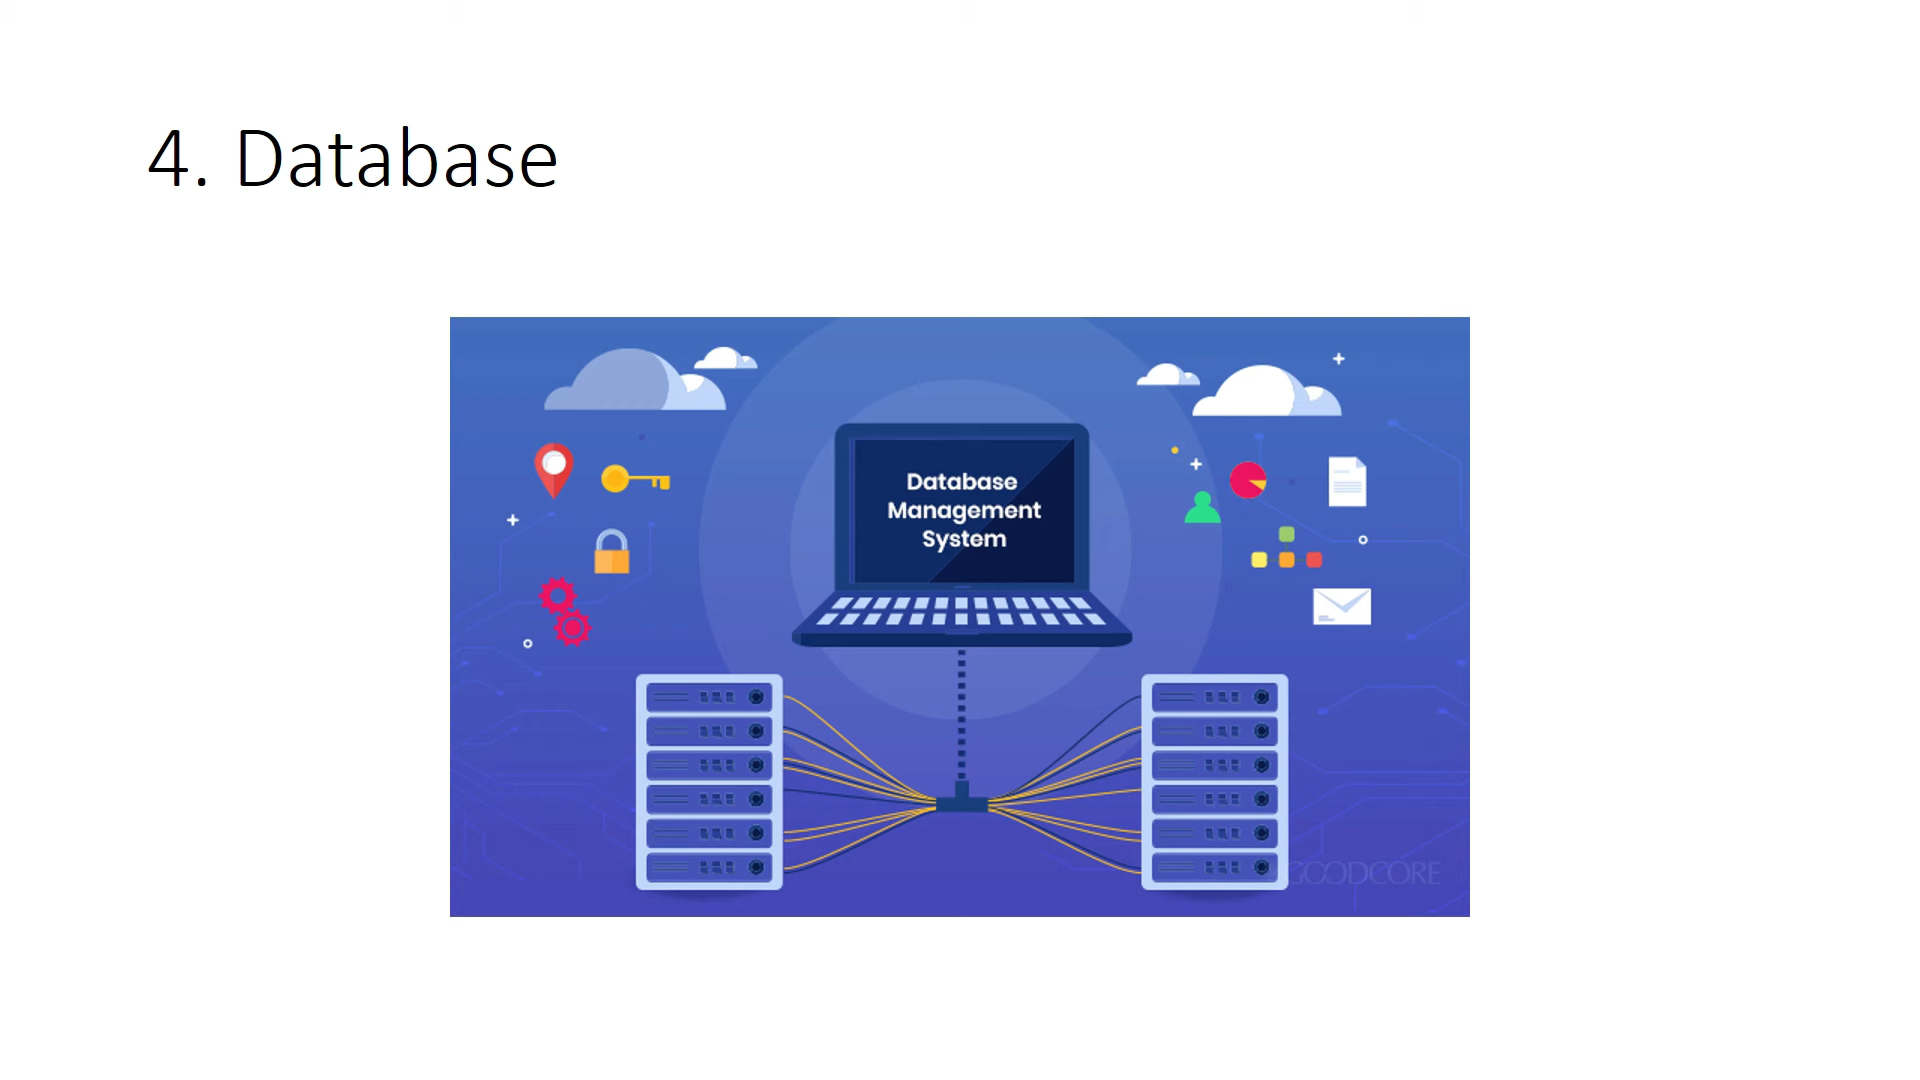 4. Database
Database
Management
System
GOODCORE